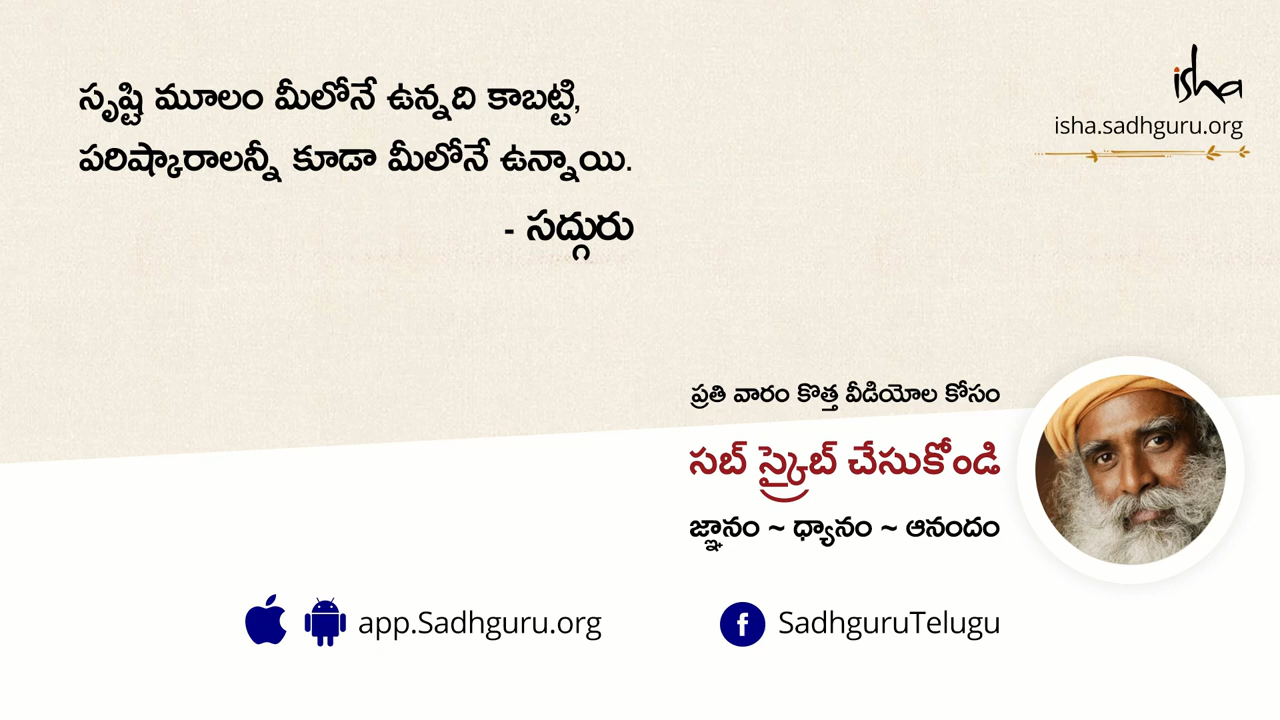 సృష్టి మూలం మీలోనే ఉన్నది కాబట్టి,
పరిష్కారాలన్నీ కూడా మీలోనే ఉన్నాయి.
- సద్గురు
isha
isha.sadhguru.org
ప్రతి వారం కొత్త వీడియోల కోసం
సబ్ స్క్రైబ్ చేసుకోండి
జ్ఞానం ~ ధ్యానం ~ ఆనందం
app.Sadhguru.org
SadhguruTelugu